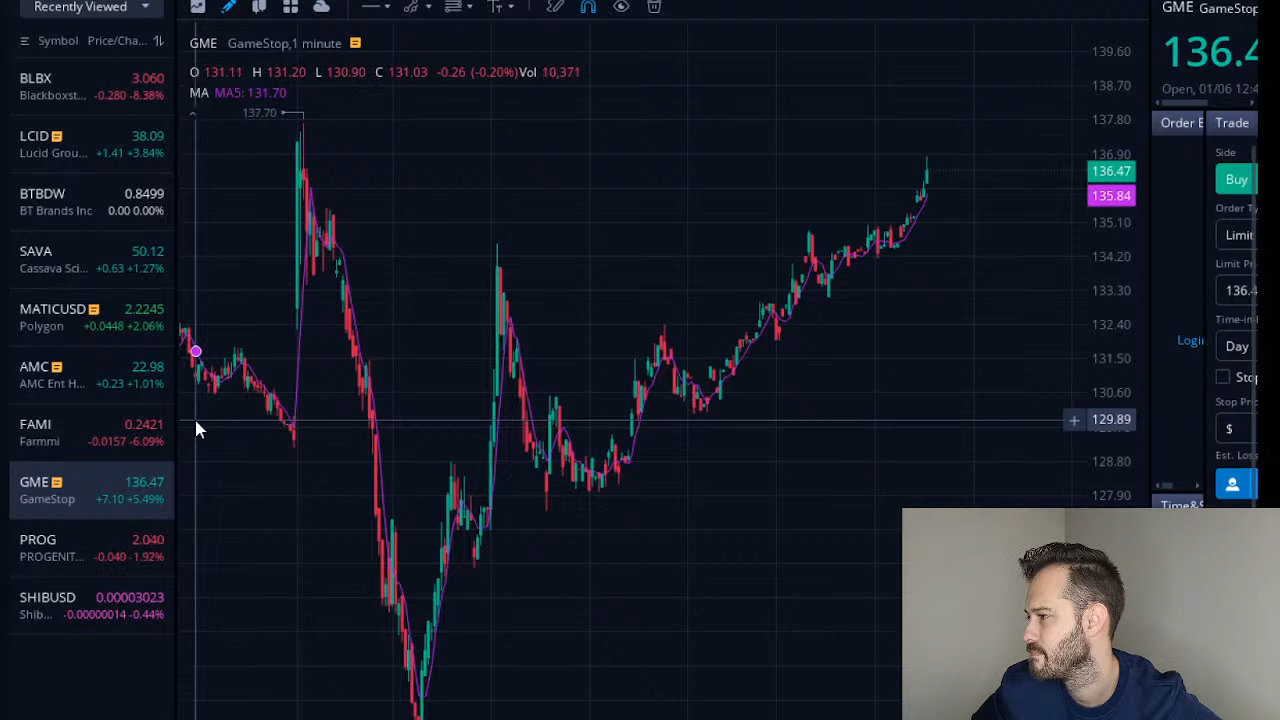 Recently Viewed
Symbol Price/Cha...
BLBX 3.060
Blackboxst... -0.280 -8.38%
LCID 38.09
Lucid Grou... +1.41 +3.84%
BTBDW 0.8499
BT Brands Inc 0.00 0.00%
SAVA 50.12
Cassava Sci... +0.63 +1.27%
MATICUSD 2.2245
Polygon +0.0448 +2.06%
AMC 22.98
AMC Ent H... +0.23 +1.01%
FAMI 0.2421
Farmmi -0.0157 -6.09%
GME 136.47
GameStop +7.10 +5.49%
PROG 2.040
PROGENIT... -0.040 -1.92%
SHIBUSD 0.00003023
Shib... -0.00000014 -0.44%
GME GameStop,1 minute
O 131.11 H 131.20 L 130.90 C 131.03 -0.26 (-0.20%) Vol 10,371
MA MA5: 131.70
137.70
139.60
138.70
137.80
136.90
136.47
135.84
135.10
134.20
133.30
132.40
131.50
130.60
+ 129.89
128.80
127.90
GME GameStop
136.4
Open, 01/06 12:4
Order Trade
Side
Buy
Order Ty
Limit
Limit Pri
136.4
Time-in
Day
Stop
Stop Pri
$
Est. Loss
Login
Time&S